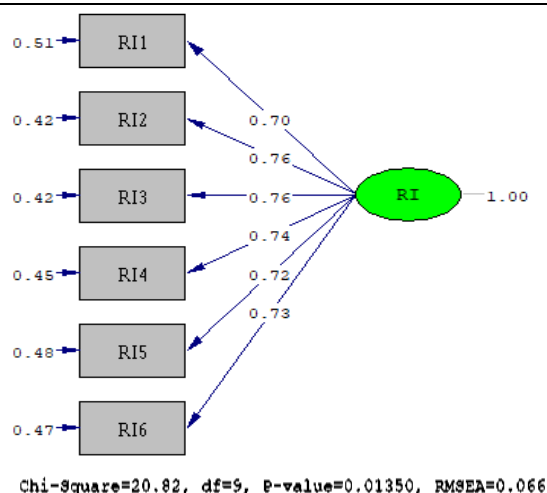 0.51 RI1
0.70
0.42 RI2
0.76
0.42 RI3 0.76 RI 1.00
0.74
0.45 RI4 0.72
0.73
0.48 RI5
0.47 RI6
Chi-Square=20.82, df=9, P-value=0.01350, RMSEA=0.066